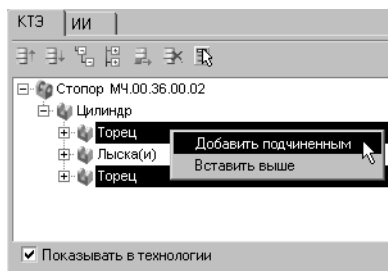 КТЭ ИИ
Стопор МЧ.00.36.00.02
Цилиндр
Торец
Добавить подчиненным
Лыска(и)
Вставить выше
Торец
Показывать в технологии